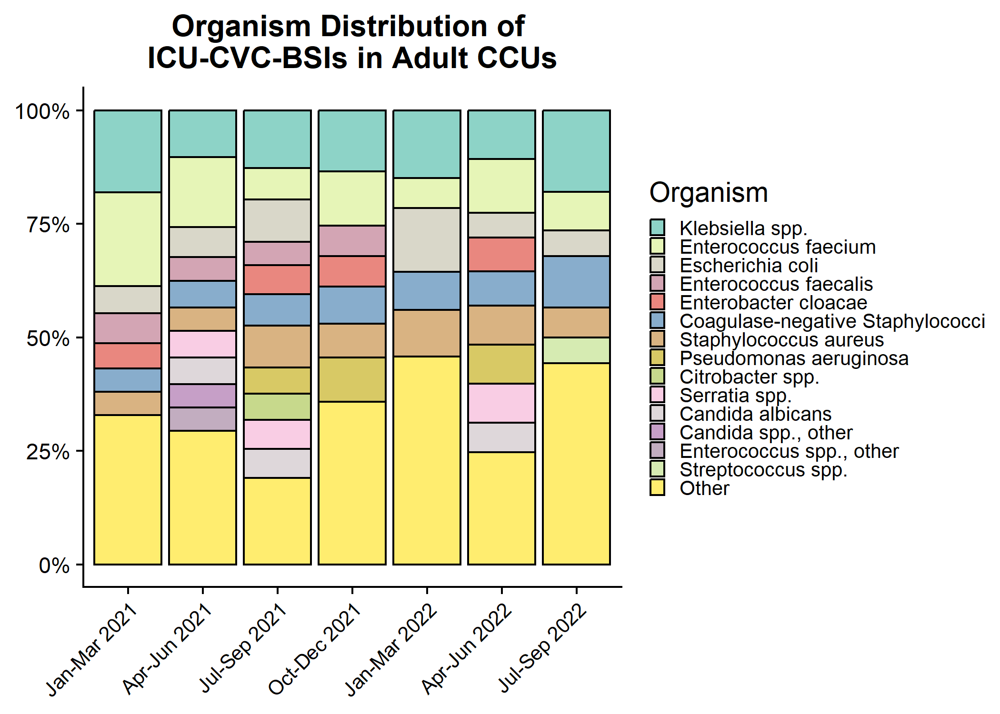 Organism Distribution of
ICU-CVC-BSIs in Adult CCUs
100%
75%
50%
25%
0%
Jan-Mar 2021
Apr-Jun 2021
Jul-Sep 2021
Oct-Dec 2021
Jan-Mar 2022
Apr-Jun 2022
Jul-Sep 2022
Organism
Klebsiella spp.
Enterococcus faecium
Escherichia coli
Enterococcus faecalis
Enterobacter cloacae
Coagulase-negative Staphylococci
Staphylococcus aureus
Pseudomonas aeruginosa
Citrobacter spp.
Serratia spp.
Candida albicans
Candida spp., other
Enterococcus spp., other
Streptococcus spp.
Other